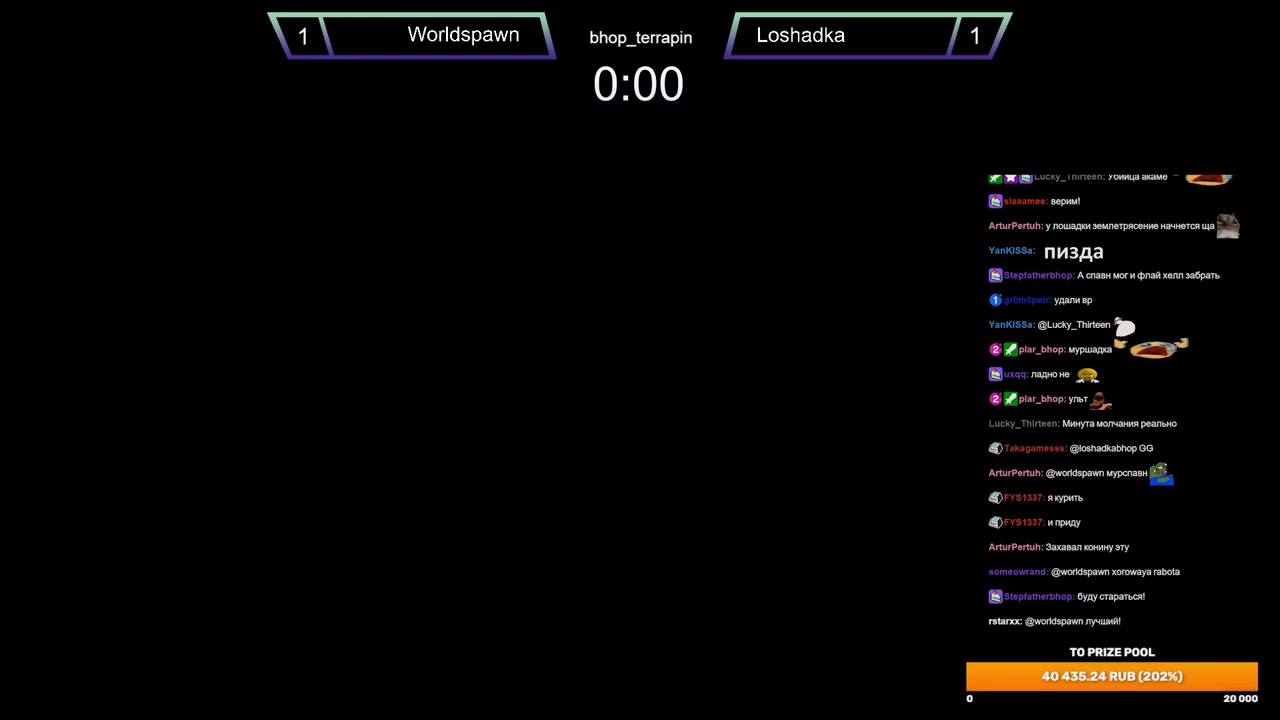 1 Worldspawn bhop_terrapin Loshadka 1
0:00
Lucky_Thirteen: Убийца акаме
slaaamee: верим!
ArturPertuh: у лошадки землетрясение начнется ща
YanKISSa: пизда
Stepfatherbhop: А спавн мог и флай хелл забрать
1 gr0m0petr: удали вр
YanKISSa: @Lucky_Thirteen
2 plar_bhop: муршадка
uxqq: ладно не
2 plar_bhop: ульт
Lucky_Thirteen: Минута молчания реально
Takagamesss: @loshadkabhop GG
ArturPertuh: @worldspawn мурспавн
FYS1337: я курить
FYS1337: и приду
ArturPertuh: Захавал конину эту
someowrand: @worldspawn xorowaya rabota
Stepfatherbhop: буду стараться!
rstarxx: @worldspawn лучший!
TO PRIZE POOL
40 435.24 RUB (202%)
0 20 000